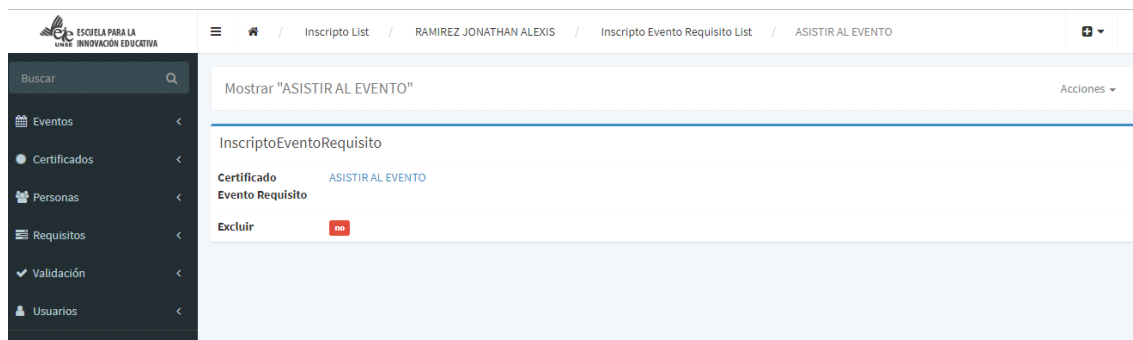 ESCUELA PARA LA
UNSE INNOVACIÓN EDUCATIVA
/ Inscripto List / RAMIREZ JONATHAN ALEXIS / Inscripto Evento Requisito List / ASISTIR AL EVENTO
Buscar
Mostrar "ASISTIR AL EVENTO"
Acciones
Eventos
Certificados
Personas
Requisitos
Validación
Usuarios
InscriptoEventoRequisito
Certificado ASISTIR AL EVENTO
Evento Requisito
Excluir no